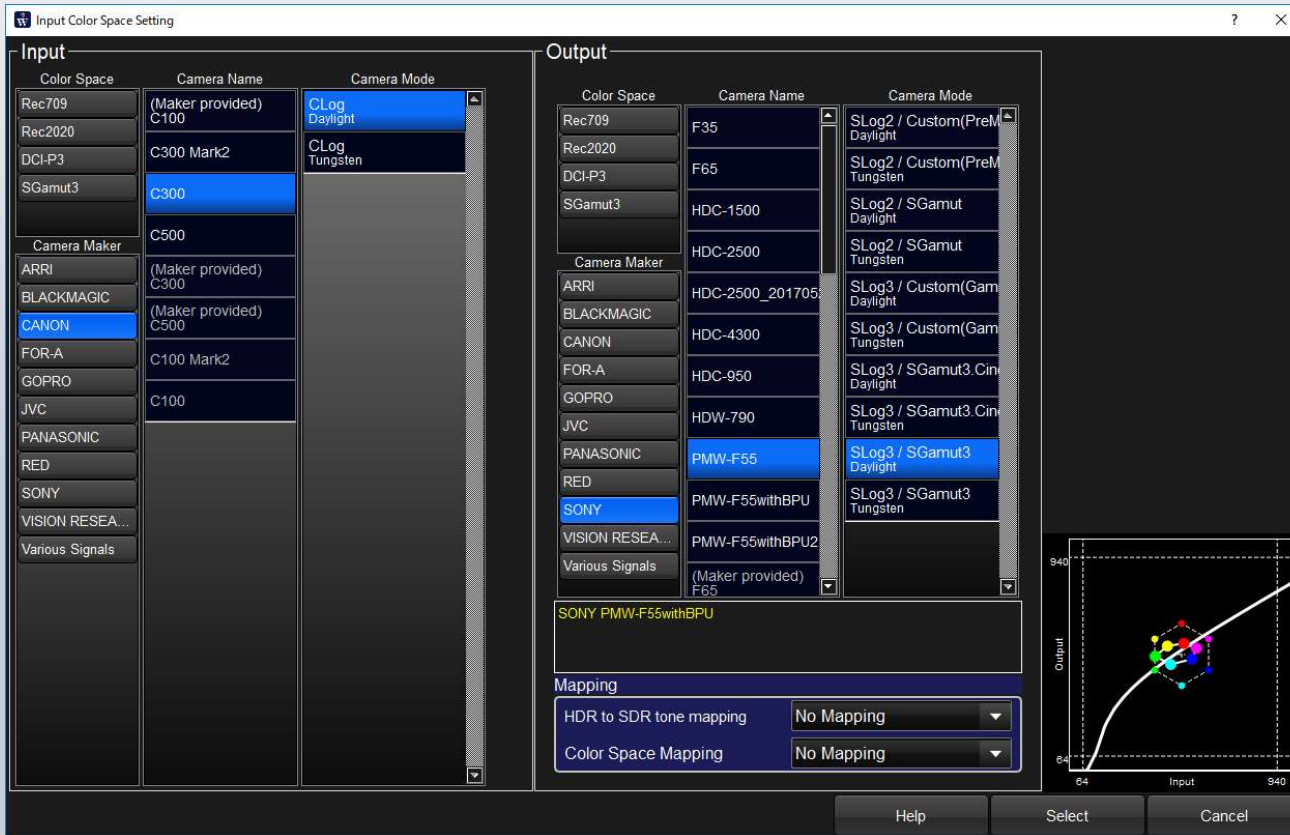 Input Color Space Setting
?
Input
Color Space
Rec709
Rec2020
DCI-P3
SGamut3
Camera Maker
ARRI
BLACKMAGIC
CANON
FOR-A
GOPRO
JVC
PANASONIC
RED
SONY
VISION RESEA...
Various Signals
Camera Name
(Maker provided)
C100
C300 Mark2
C300
C500
(Maker provided)
C300
(Maker provided)
C500
C100 Mark2
C100
Camera Mode
CLog
Daylight
CLog
Tungsten
Output
Color Space
Rec709
Rec2020
DCI-P3
SGamut3
Camera Maker
ARRI
BLACKMAGIC
CANON
FOR-A
GOPRO
JVC
PANASONIC
RED
SONY
VISION RESEA...
Various Signals
Camera Name
F35
F65
HDC-1500
HDC-2500
HDC-2500_201705
HDC-4300
HDC-950
HDW-790
PMW-F55
PMW-F55withBPU
PMW-F55withBPU2
(Maker provided)
F65
Camera Mode
SLog2 / Custom(PreM
Daylight
SLog2 / Custom(PreM
Tungsten
SLog2 / SGamut
Daylight
SLog2 / SGamut
Tungsten
SLog3 / Custom(Gam
Daylight
SLog3 / Custom(Gam
Tungsten
SLog3 / SGamut3.Cin
Daylight
SLog3 / SGamut3.Cin
Tungsten
SLog3 / SGamut3
Daylight
SLog3 / SGamut3
Tungsten
SONY PMW-F55withBPU
Mapping
HDR to SDR tone mapping
No Mapping
Color Space Mapping
No Mapping
940
Output
64
64
Input
940
Help
Select
Cancel